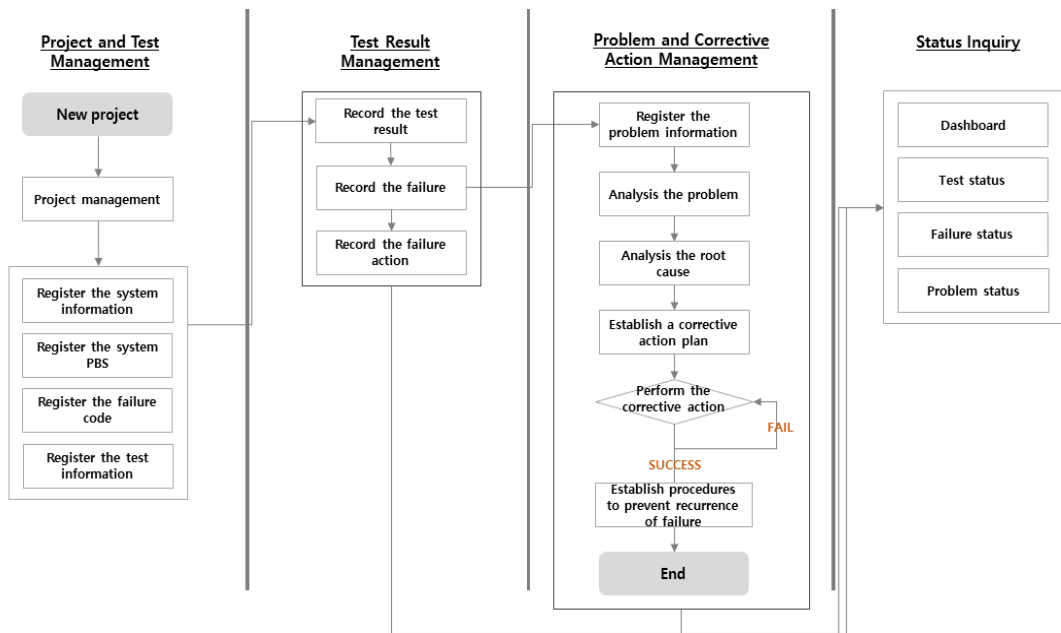 Project and Test
Management
New project
Project management
Register the system
information
Register the system
PBS
Register the failure
code
Register the test
information
Test Result
Management
Record the test
result
Record the failure
Record the failure
action
Problem and Corrective
Action Management
Register the
problem information
Analysis the problem
Analysis the root
cause
Establish a corrective
action plan
Perform the
corrective action
FAIL
SUCCESS
Establish procedures
to prevent recurrence
of failure
End
Status Inquiry
Dashboard
Test status
Failure status
Problem status